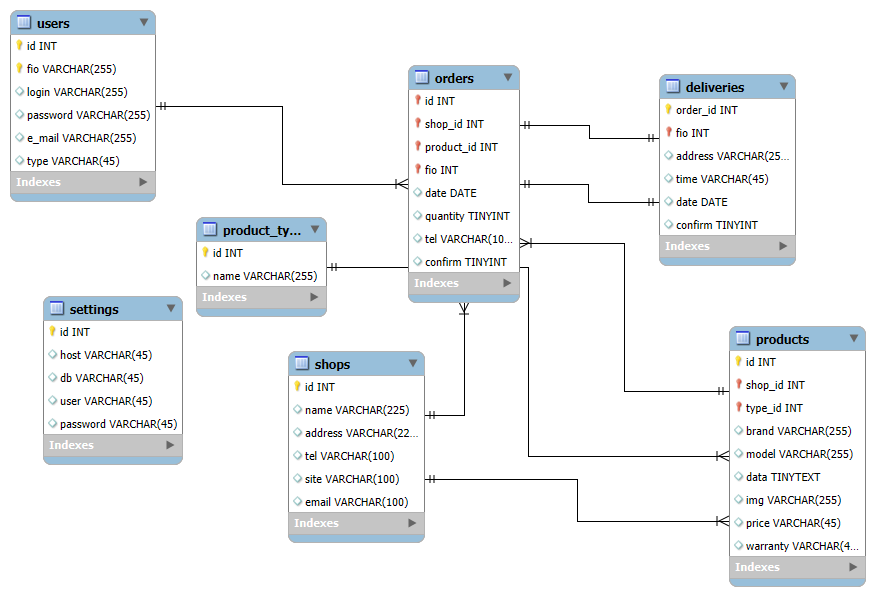 users
id INT
fio VARCHAR(255)
login VARCHAR(255)
password VARCHAR(255)
e_mail VARCHAR(255)
type VARCHAR(45)
Indexes
orders
id INT
shop_id INT
product_id INT
fio INT
date DATE
quantity TINYINT
tel VARCHAR(10...
confirm TINYINT
Indexes
deliveries
order_id INT
fio INT
address VARCHAR(25...
time VARCHAR(45)
date DATE
confirm TINYINT
Indexes
product_ty...
id INT
name VARCHAR(255)
Indexes
settings
id INT
host VARCHAR(45)
db VARCHAR(45)
user VARCHAR(45)
password VARCHAR(45)
Indexes
shops
id INT
name VARCHAR(225)
address VARCHAR(22...
tel VARCHAR(100)
site VARCHAR(100)
email VARCHAR(100)
Indexes
products
id INT
shop_id INT
type_id INT
brand VARCHAR(255)
model VARCHAR(255)
data TINYTEXT
img VARCHAR(255)
price VARCHAR(45)
warranty VARCHAR(4...
Indexes